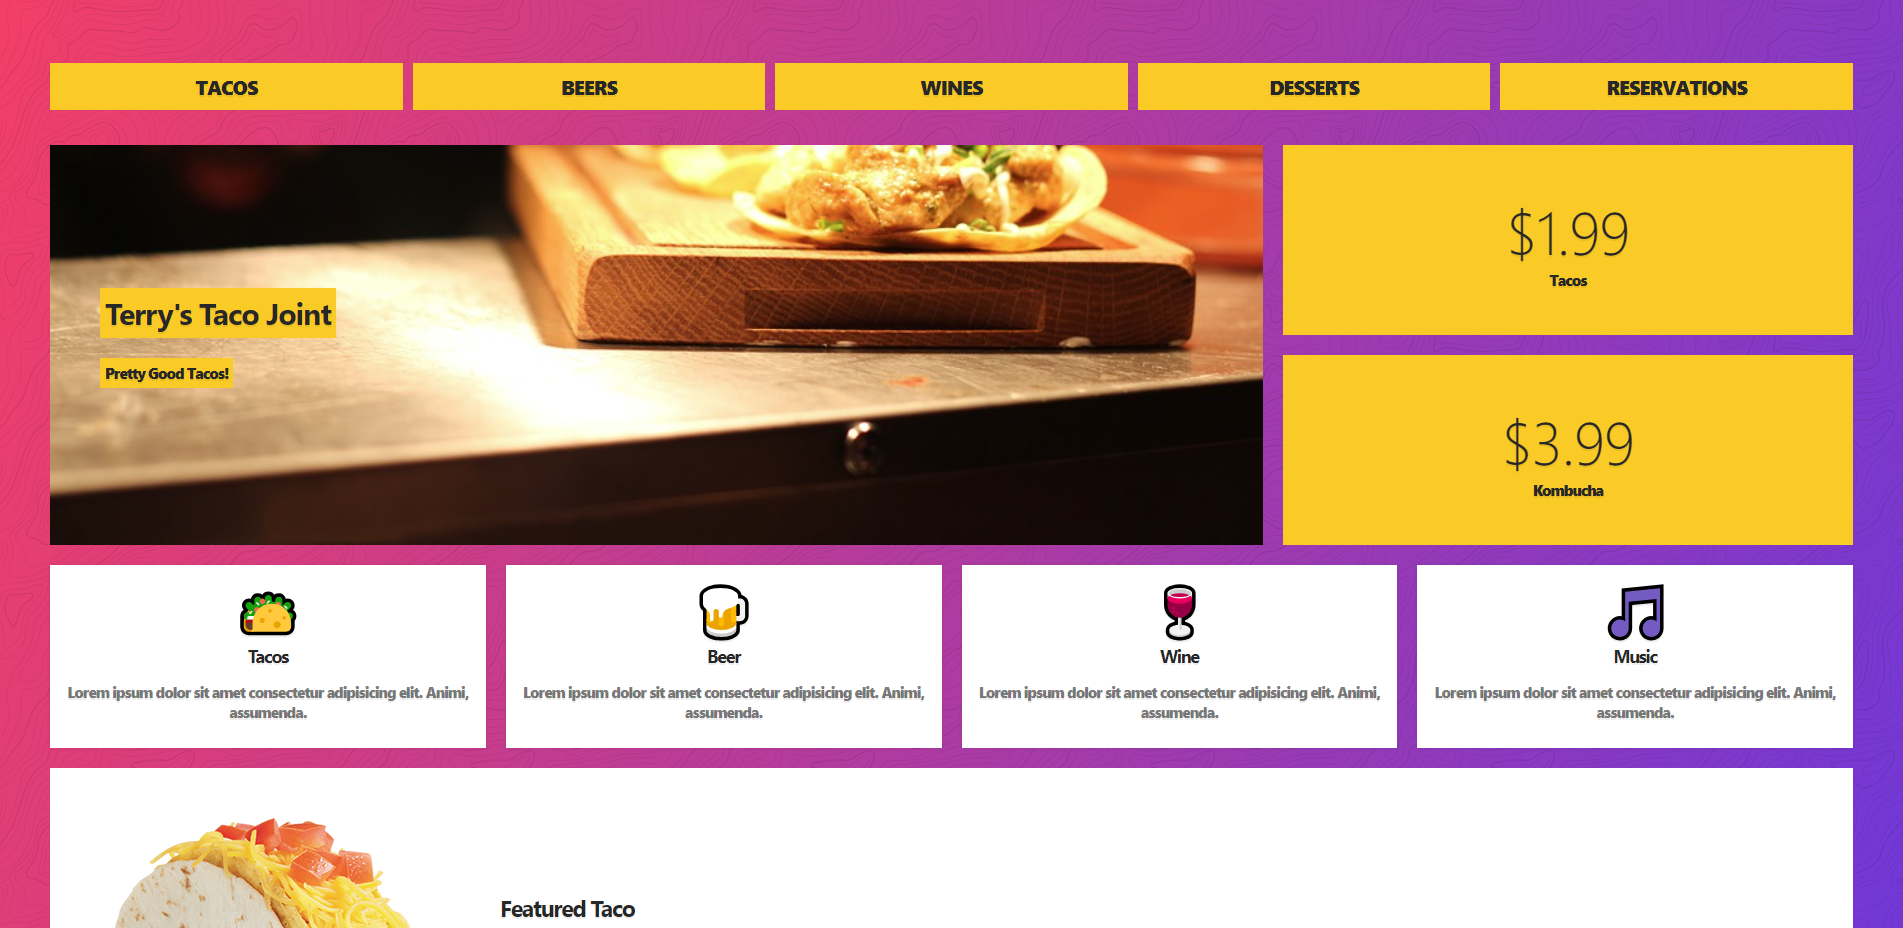 TACOS
BEERS
WINES
DESSERTS
RESERVATIONS
Terry's Taco Joint
Pretty Good Tacos!
$1.99
Tacos
$3.99
Kombucha
Tacos
Lorem ipsum dolor sit amet consectetur adipisicing elit. Animi,
assumenda.
Beer
Lorem ipsum dolor sit amet consectetur adipisicing elit. Animi,
assumenda.
Wine
Lorem ipsum dolor sit amet consectetur adipisicing elit. Animi,
assumenda.
Music
Lorem ipsum dolor sit amet consectetur adipisicing elit. Animi,
assumenda.
Featured Taco